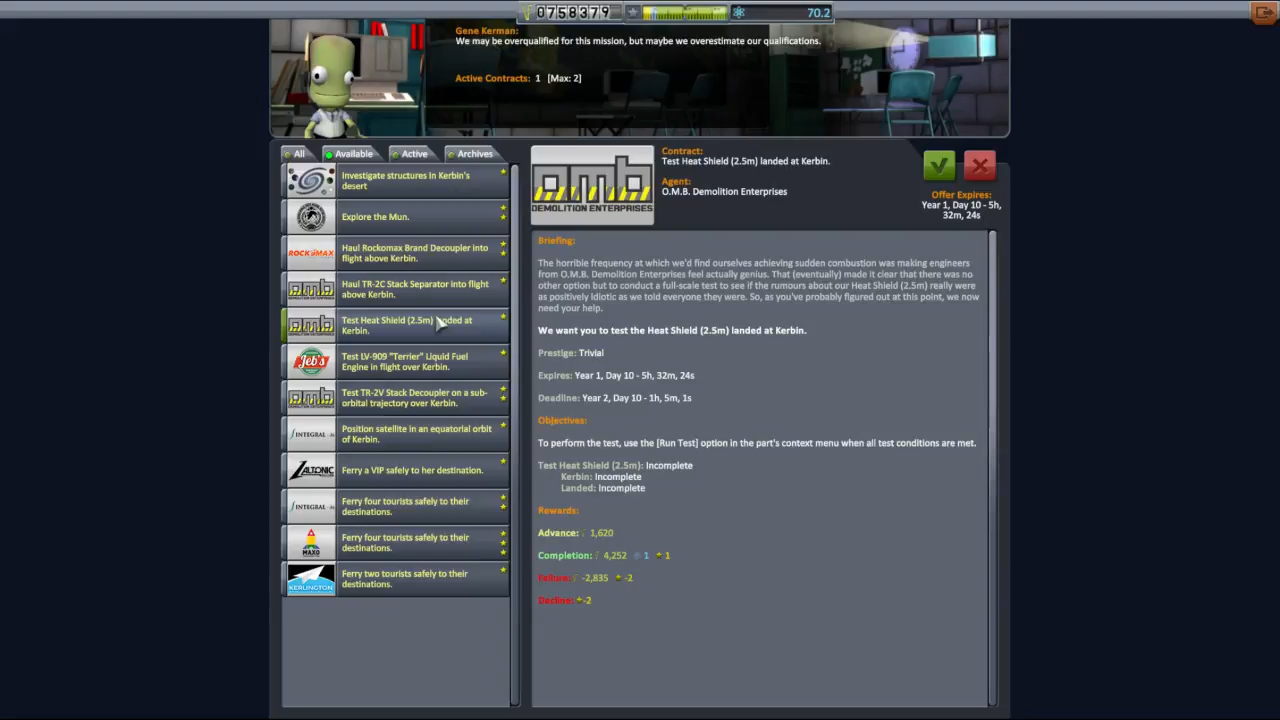 0758379
70.2
Gene Kerman:
We may be overqualified for this mission, but maybe we overestimate our qualifications.
Active Contracts: 1 [Max: 2]
All
Available
Active
Archives
Investigate structures in Kerbin's
desert
Explore the Mun.
ROCKOMAX
Haul Rockomax Brand Decoupler into
flight above Kerbin.
omb
Haul TR-2C Stack Separator into flight
above Kerbin.
omb
Test Heat Shield (2.5m) landed at
Kerbin.
Jeb's
Test LV-909 "Terrier" Liquid Fuel
Engine in flight over Kerbin.
omb
Test TR-2V Stack Decoupler on a sub-
orbital trajectory over Kerbin.
INTEGRAL
Position satellite in an equatorial orbit
of Kerbin.
ZALTONIC
Ferry a VIP safely to her destination.
INTEGRAL
Ferry four tourists safely to their
destinations.
MAXO
Ferry four tourists safely to their
destinations.
KERLINGTON
Ferry two tourists safely to their
destinations.
omb
DEMOLITION ENTERPRISES
Contract:
Test Heat Shield (2.5m) landed at Kerbin.
Agent:
O.M.B. Demolition Enterprises
Offer Expires:
Year 1, Day 10 - 5h,
32m, 24s
Briefing:
The horrible frequency at which we'd find ourselves achieving sudden combustion was making engineers
from O.M.B. Demolition Enterprises feel actually genius. That (eventually) made it clear that there was no
other option but to conduct a full-scale test to see if the rumours about our Heat Shield (2.5m) really were
as positively idiotic as we told everyone they were. So, as you've probably figured out at this point, we now
need your help.
We want you to test the Heat Shield (2.5m) landed at Kerbin.
Prestige: Trivial
Expires: Year 1, Day 10 - 5h, 32m, 24s
Deadline: Year 2, Day 10 - 1h, 5m, 1s
Objectives:
To perform the test, use the [Run Test] option in the part's context menu when all test conditions are met.
Test Heat Shield (2.5m): Incomplete
Kerbin: Incomplete
Landed: Incomplete
Rewards:
Advance: 1,620
Completion: 4,252 1 +1
Failure: -2,835 -2
Decline: -2